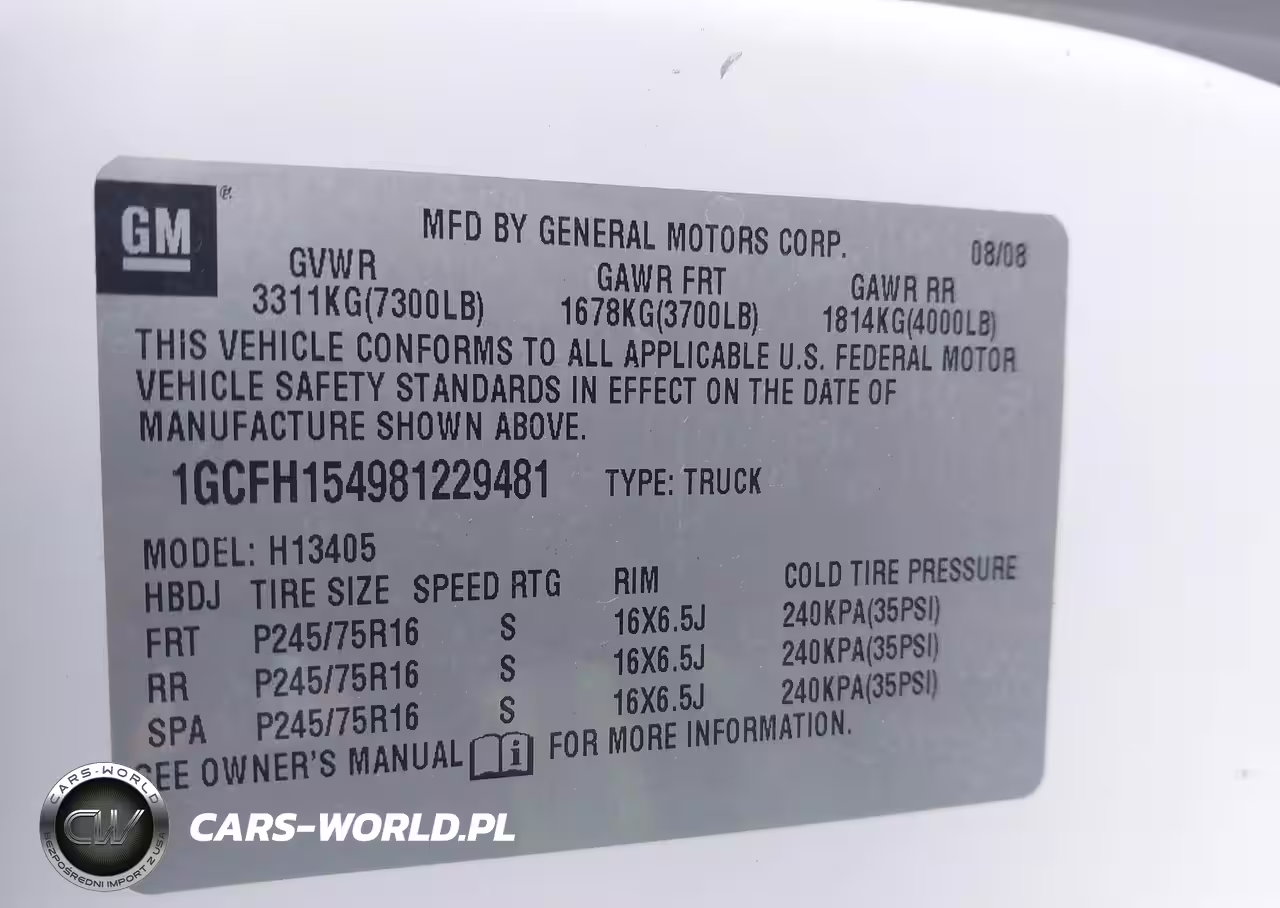 GM
MFD BY GENERAL MOTORS CORP. 08/08
GVWR GAWR FRT GAWR RR
3311KG(7300LB) 1678KG(3700LB) 1814KG(4000LB)
THIS VEHICLE CONFORMS TO ALL APPLICABLE U.S. FEDERAL MOTOR
VEHICLE SAFETY STANDARDS IN EFFECT ON THE DATE OF
MANUFACTURE SHOWN ABOVE.
1GCFH154981229481 TYPE: TRUCK
MODEL: H13405
HBDJ TIRE SIZE SPEED RTG RIM COLD TIRE PRESSURE
FRT P245/75R16 S 16X6.5J 240KPA(35PSI)
RR P245/75R16 S 16X6.5J 240KPA(35PSI)
SPA P245/75R16 S 16X6.5J 240KPA(35PSI)
SEE OWNER'S MANUAL i FOR MORE INFORMATION.
CARS-WORLD
CW
BEZPOŚREDNI IMPORT Z USA
CARS-WORLD.PL